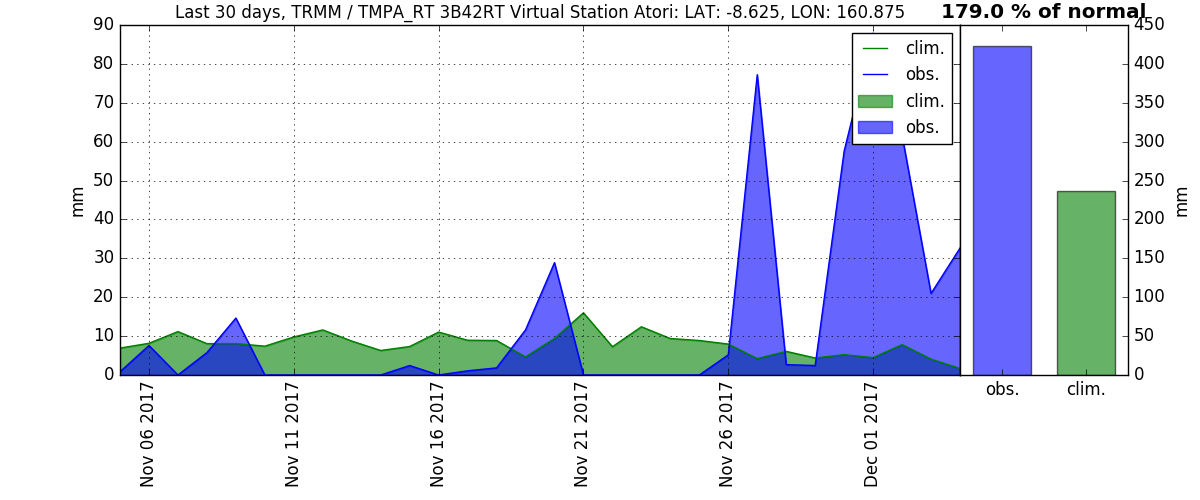 Last 30 days, TRMM / TMPA_RT 3B42RT Virtual Station Atori: LAT: -8.625, LON: 160.875
179.0 % of normal
90
80
70
60
50
40
30
20
10
0
mm
clim.
obs.
clim.
obs.
450
400
350
300
250
200
150
100
50
0
mm
obs.
clim.
Nov 06 2017
Nov 11 2017
Nov 16 2017
Nov 21 2017
Nov 26 2017
Dec 01 2017